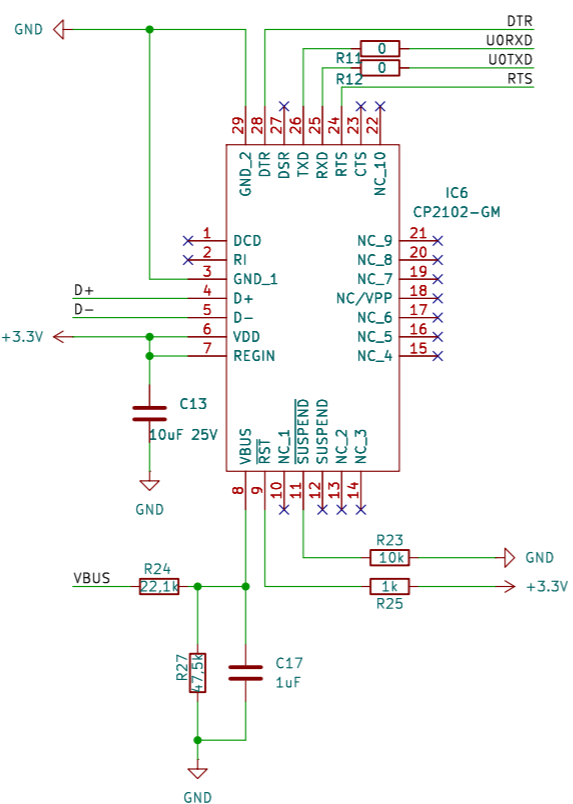 DTR
GND
U0RXD
0
R11
U0TXD
0
R12
RTS
29
28
27
26
25
24
23
22
GND_2
DTR
DSR
TXD
RXD
RTS
CTS
NC_10
IC6
CP2102-GM
1 DCD
2 RI
3 GND_1
D+
4 D+
D-
5 D-
+3.3V
6 VDD
7 REGIN
NC_9 21
NC_8 20
NC_7 19
NC/VPP 18
NC_6 17
NC_5 16
NC_4 15
C13
10uF 25V
GND
VBUS
RST
NC_1
SUSPEND
SUSPEND
NC_2
NC_3
8
9
10
11
12
13
14
R23
10k
GND
R24
VBUS
22,1k
1k
+3.3V
R25
R27
47,5k
C17
1uF
GND